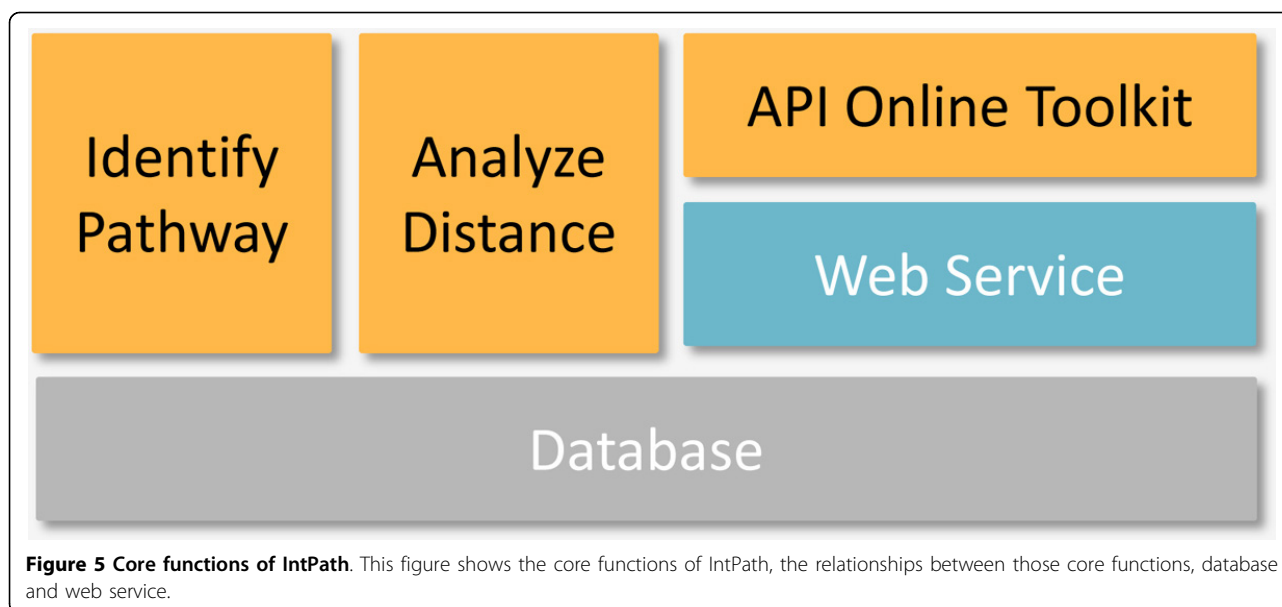 Identify
Pathway
Analyze
Distance
API Online Toolkit
Web Service
Database
Figure 5 Core functions of IntPath. This figure shows the core functions of IntPath, the relationships between those core functions, database
and web service.